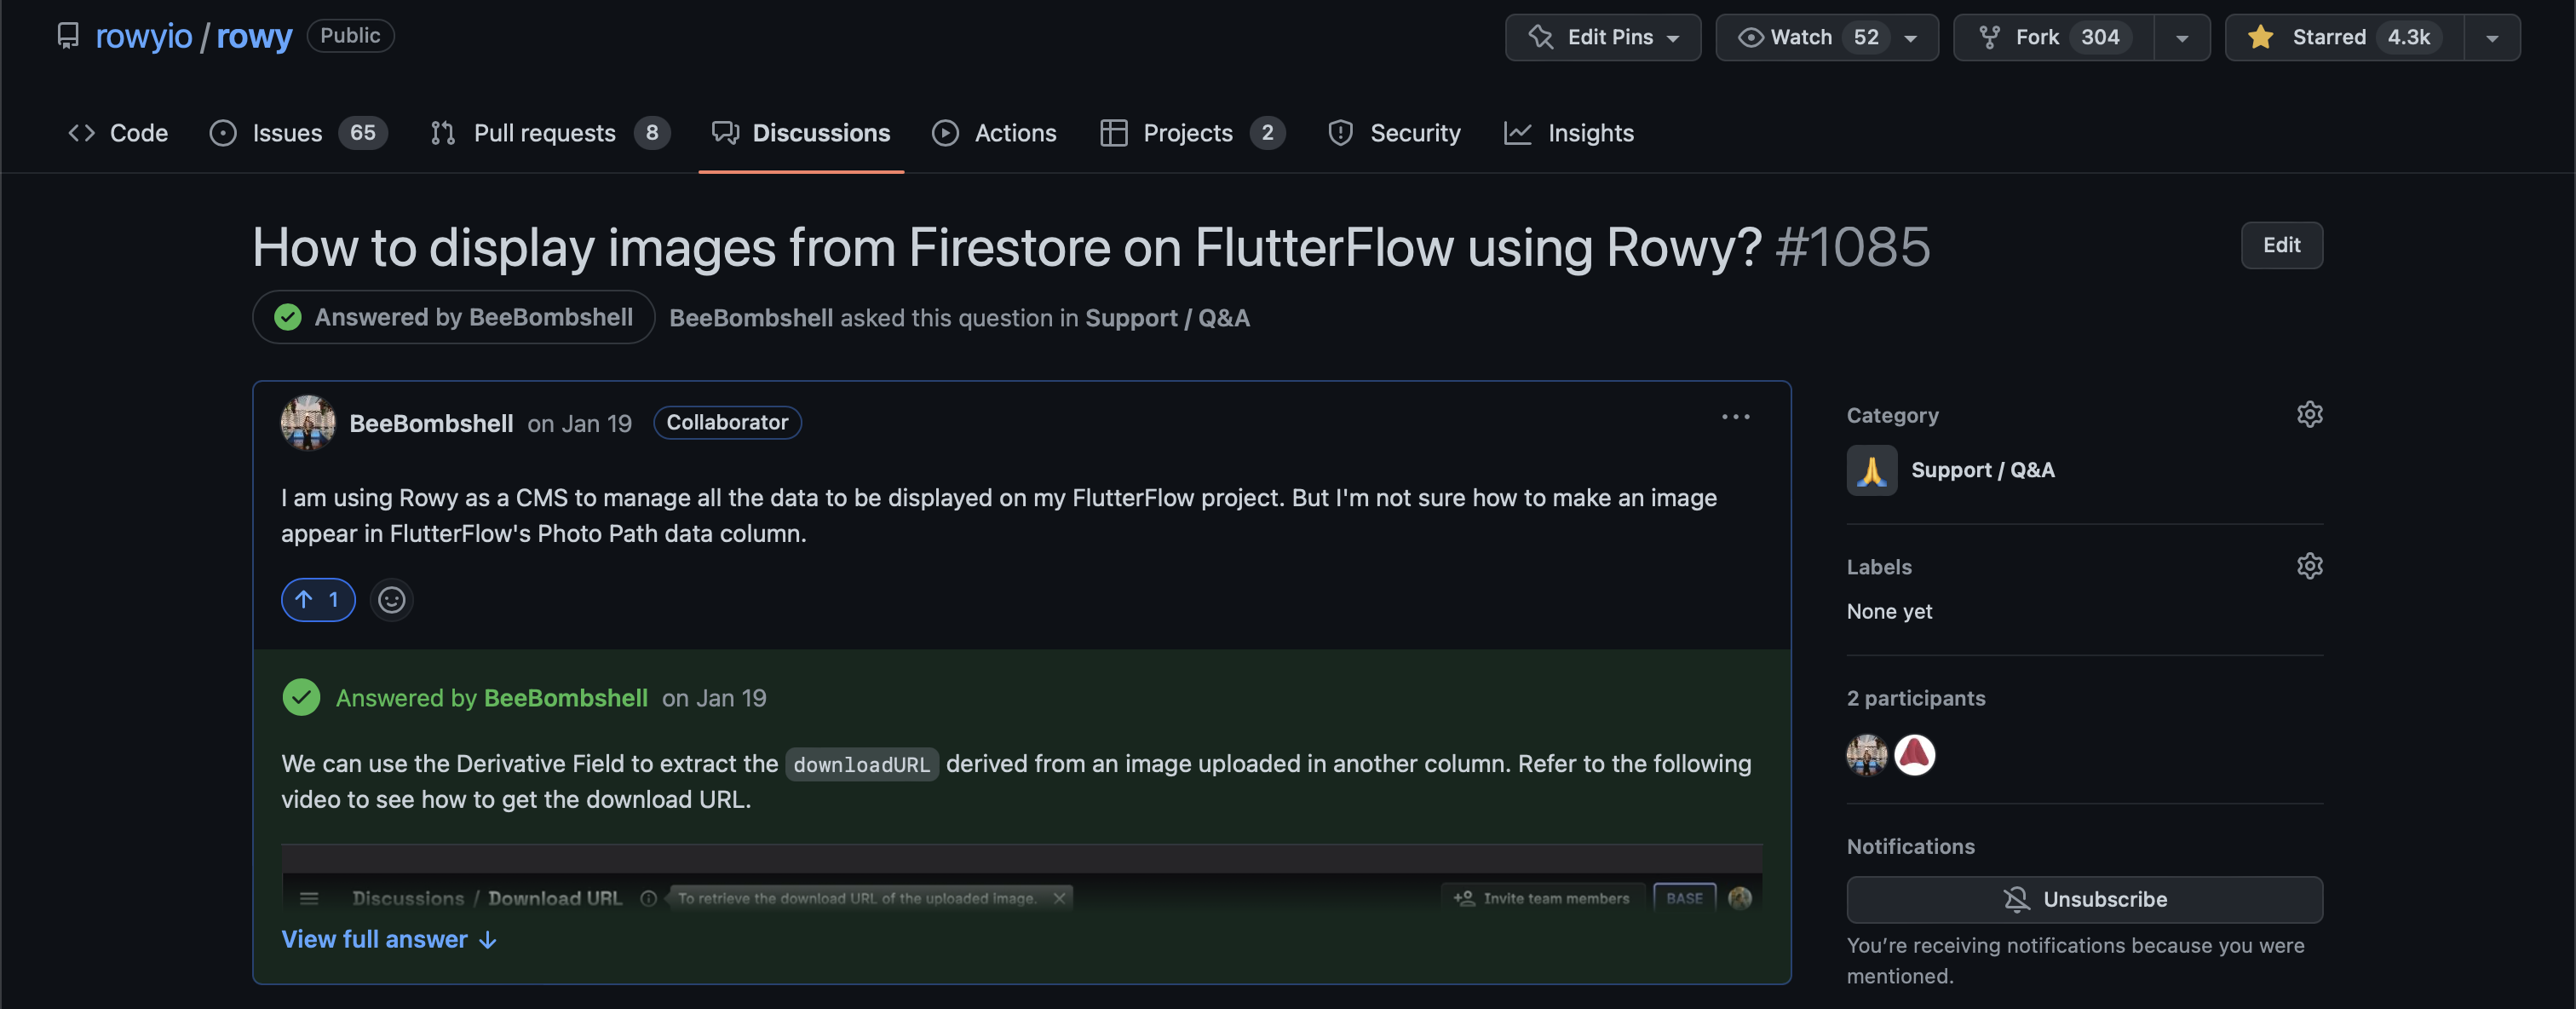 rowyio / rowy Public
Edit Pins Watch 52 Fork 304 Starred 4.3k
Code Issues 65 Pull requests 8 Discussions Actions Projects 2 Security Insights
How to display images from Firestore on FlutterFlow using Rowy? #1085
Edit
Answered by BeeBombshell BeeBombshell asked this question in Support / Q&A
BeeBombshell on Jan 19 Collaborator
I am using Rowy as a CMS to manage all the data to be displayed on my FlutterFlow project. But I'm not sure how to make an image
appear in FlutterFlow's Photo Path data column.
1
Answered by BeeBombshell on Jan 19
We can use the Derivative Field to extract the downloadURL derived from an image uploaded in another column. Refer to the following
video to see how to get the download URL.
Discussions / Download URL To retrieve the download URL of the uploaded image. Invite team members BASE
View full answer
Category
Support / Q&A
Labels
None yet
2 participants
Notifications
Unsubscribe
You're receiving notifications because you were
mentioned.